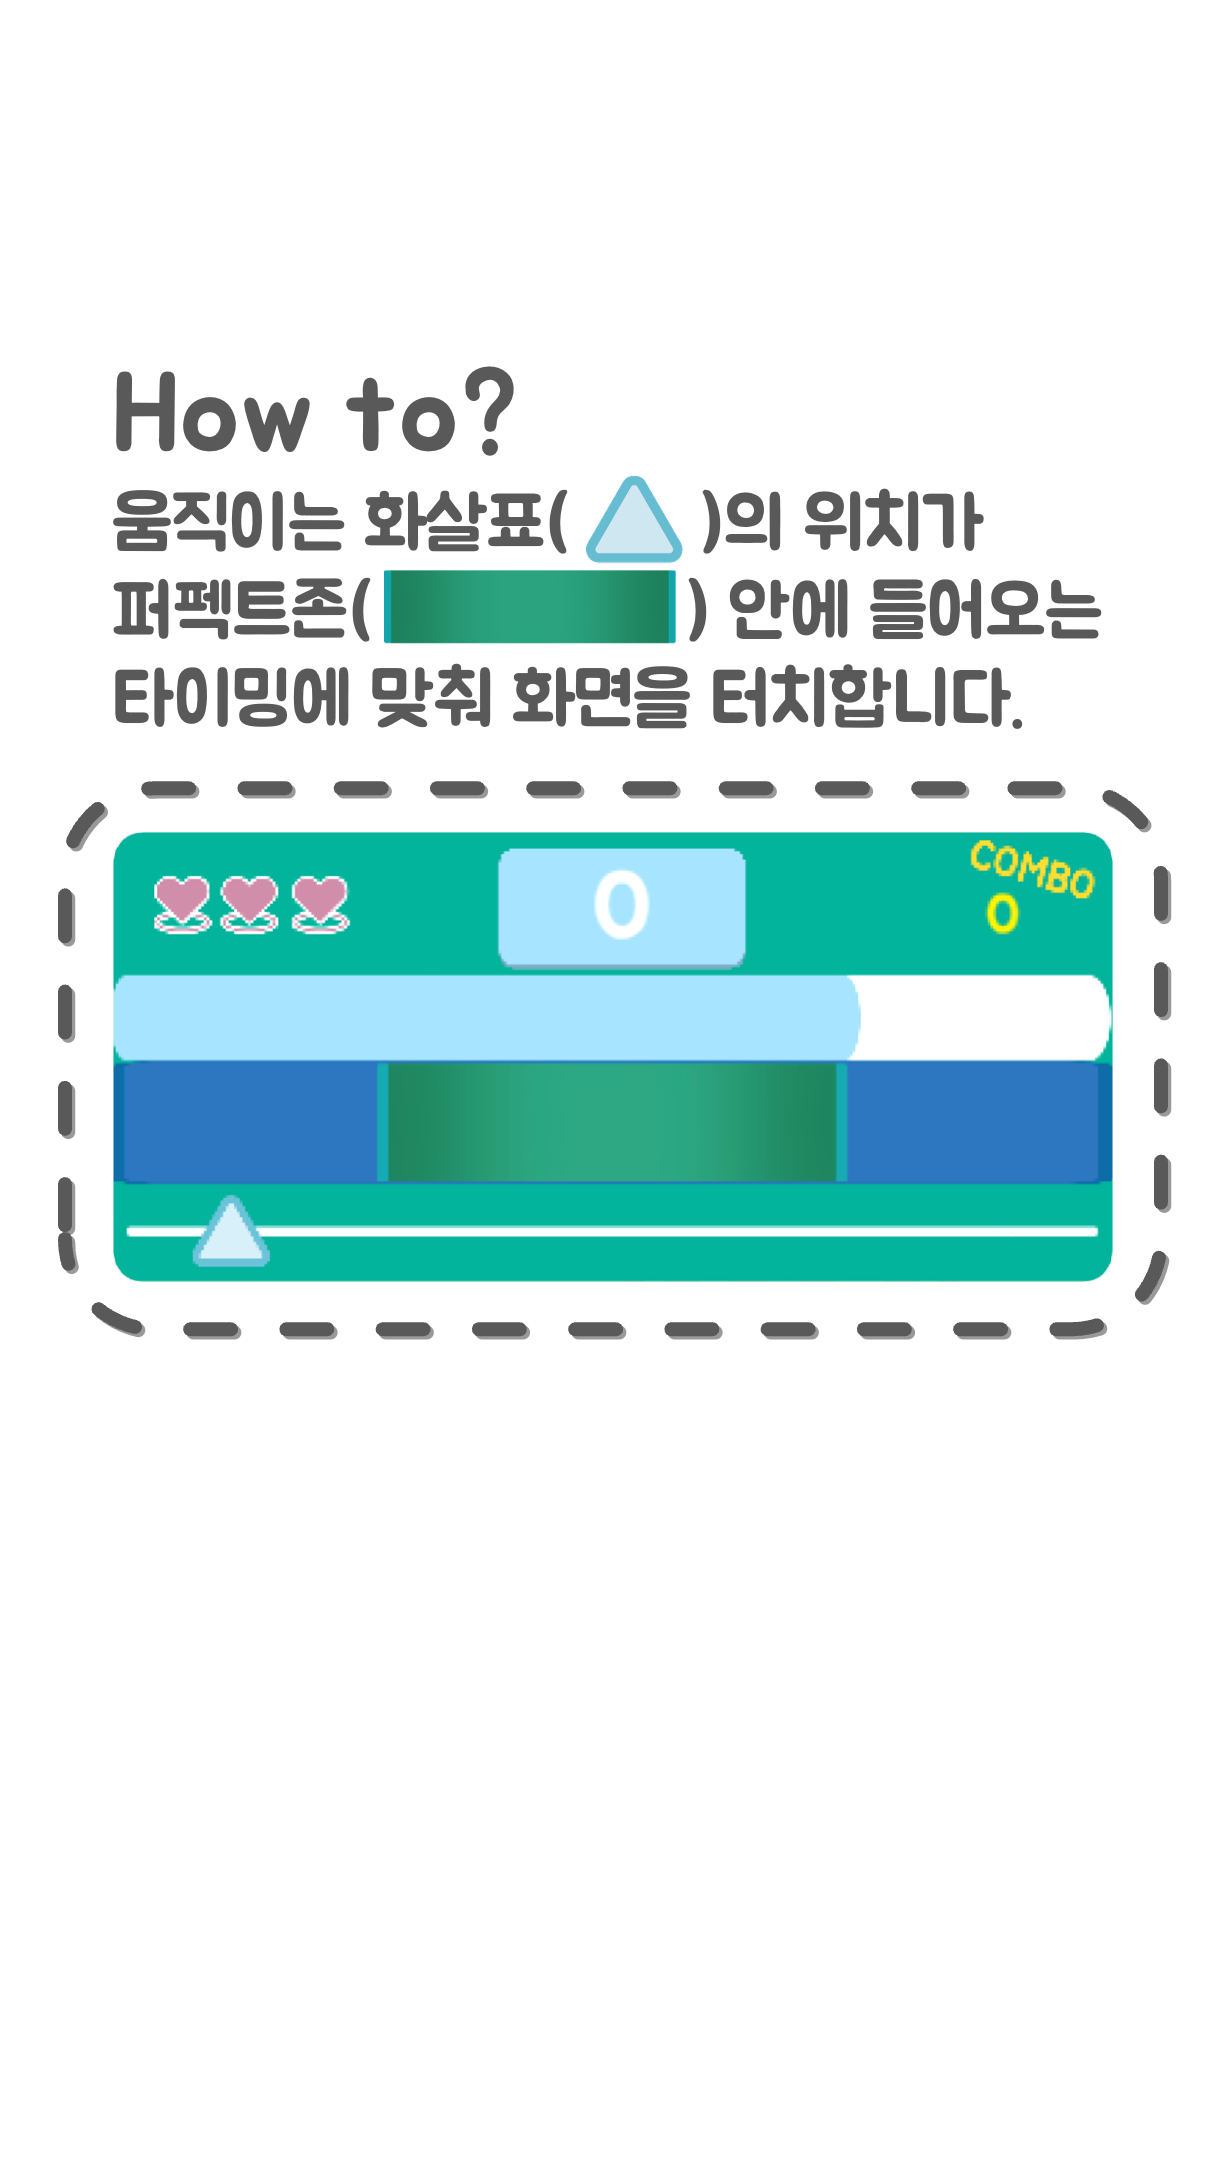 How to?
움직이는 화살표( )의 위치가
퍼펙트존( ) 안에 들어오는
타이밍에 맞춰 화면을 터치합니다.
0
COMBO
0